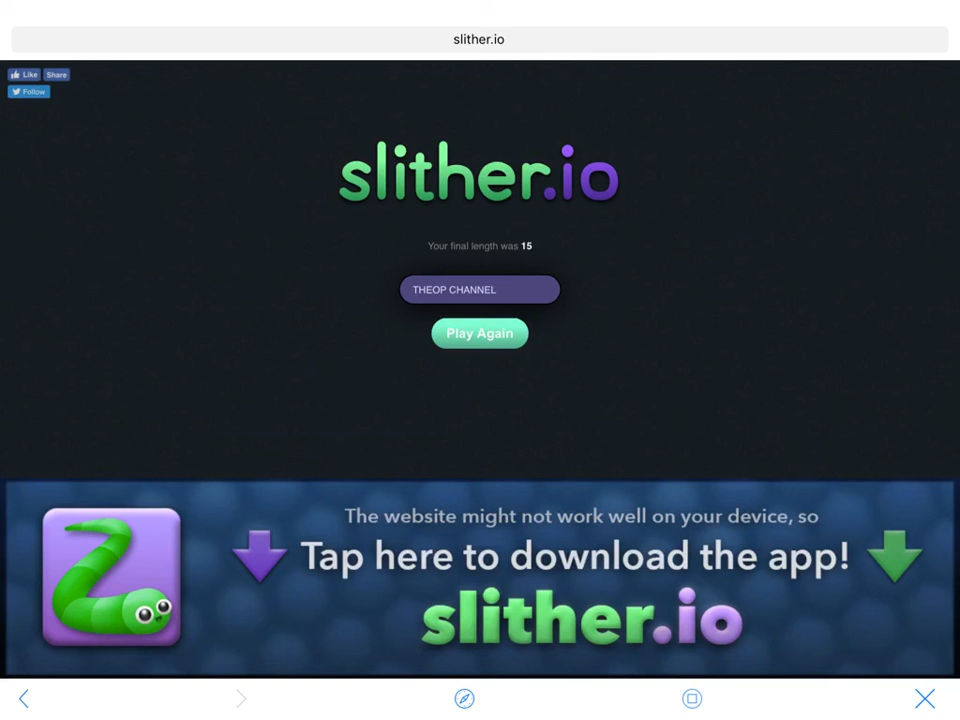 slither.io
Like Share
Follow
slither.io
Your final length was 15
THEOP CHANNEL
Play Again
The website might not work well on your device, so
Tap here to download the app!
slither.io